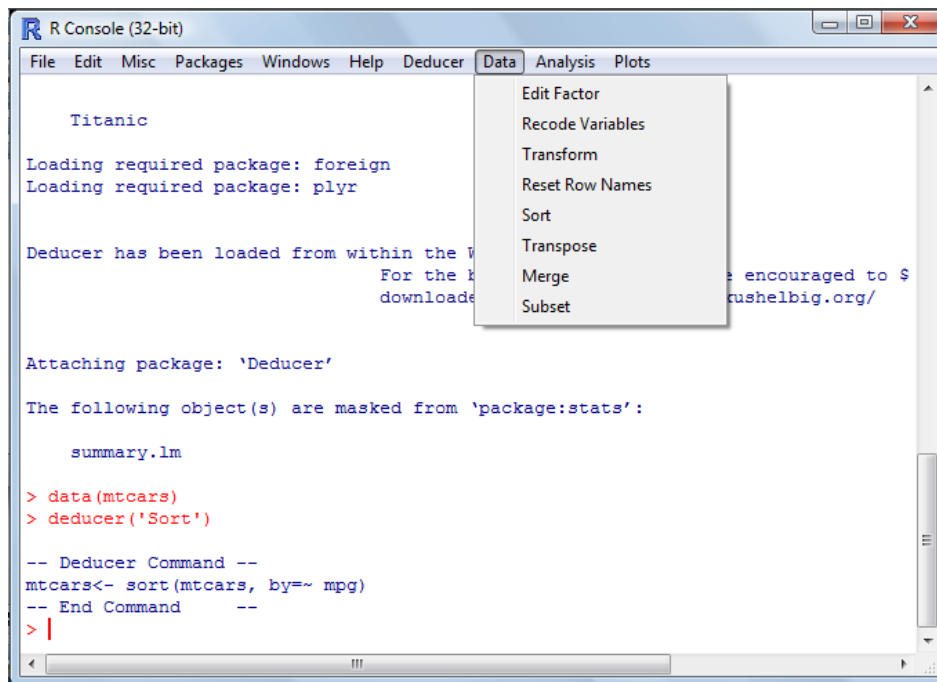 R Console (32-bit)
File Edit Misc Packages Windows Help Deducer Data Analysis Plots
Edit Factor
Recode Variables
Transform
Reset Row Names
Sort
Transpose
Merge
Subset
Titanic
Loading required package: foreign
Loading required package: plyr
Deducer has been loaded from within the
For the encouraged to $
kushelbig.org/
Attaching package: ‘Deducer’
The following object(s) are masked from ‘package:stats’:
summary.lm
> data(mtcars)
> deducer('Sort')
-- Deducer Command --
mtcars<- sort(mtcars, by=~ mpg)
-- End Command --
>